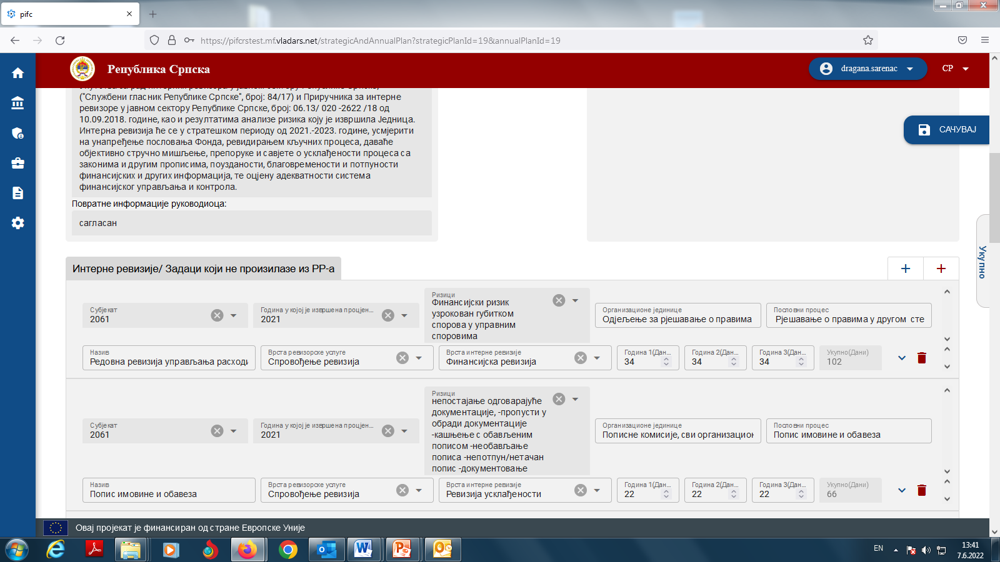 pifc
https://pifcrstest.mf.vladars.net/strategicAndAnnualPlan?strategicPlanId=19&annualPlanId=19
Република Српска
dragana.sarenac
СР
("Службени гласник Републике Српске", број: 84/17) и Приручника за интерне
ревизоре у јавном сектору Републике Српске, број: 06.13/ 020 -2622 /18 од
10.09.2018. године, као и резултатима анализе ризика коју је извршила Једница.
Интерна ревизија ће се у стратешком периоду од 2021.-2023. године, усмјерити
на унапређење пословања Фонда, ревидирањем кључних процеса, даваће
објективно стручно мишљење, препоруке и савјете о усклађености процеса са
законима и другим прописима, поузданости, благовремености и потпуности
финансијских и других информација, те оцјену адекватности система
финансијског управљања и контрола.
САЧУВАЈ
Повратне информације руководиоца:
сагласан
Укупно
Интерне ревизије/ Задаци који не произилазе из РР-а
Субјекат
2061
Година у којој је извршена процјен...
2021
Ризици
Финансијски ризик
узрокован губитком
спорова у управним
споровима
Организационе јединице
Одјељење за рјешавање о правима
Пословни процес
Рјешавање о правима у другом сте
Назив
Редовна ревизија управљања расходи
Врста ревизорске услуге
Спровођење ревизија
Врста интерне ревизије
Финансијска ревизија
Година 1(Дан...
34
Година 2(Дан...
34
Година 3(Дан...
34
Укупно(Дани)
102
Субјекат
2061
Година у којој је извршена процјен...
2021
Ризици
непостајање одговарајуће
документације, -пропусти у
обради документације
-кашњење с обављеним
пописом -необављање
пописа -непотпун/нетачан
попис -документовање
Организационе јединице
Пописне комисије, сви организацион
Пословни процес
Попис имовине и обавеза
Назив
Попис имовине и обавеза
Врста ревизорске услуге
Спровођење ревизија
Врста интерне ревизије
Ревизија усклађености
Година 1(Дан...
22
Година 2(Дан...
22
Година 3(Дан...
22
Укупно(Дани)
66
Овај пројекат је финансиран од стране Европске Уније
EN
13:41
7.6.2022